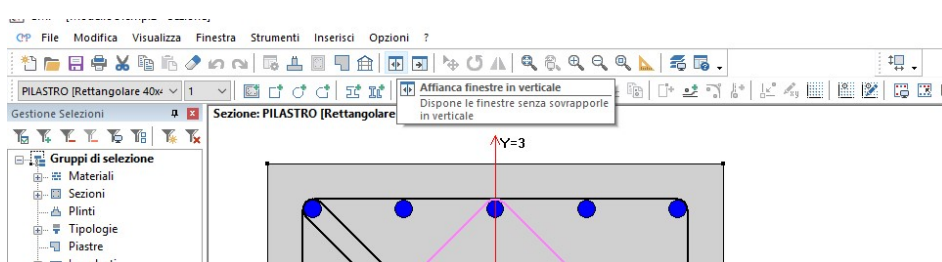 File Modifica Visualizza Finestra Strumenti Inserisci Opzioni ?
PILASTRO [Rettangolare 40x 1
Affianca finestre in verticale
Dispone le finestre senza sovrapporle
in verticale
Gestione Selezioni
Sezione: PILASTRO [Rettangolare
Y=3
Gruppi di selezione
Materiali
Sezioni
Plinti
Tipologie
Piastre